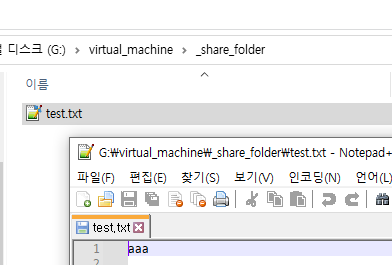 디스크 (G:) > virtual_machine > _share_folder
이름
test.txt
G:₩virtual_machine₩_share_folder₩test.txt - Notepad+
파일(F) 편집(E) 찾기(S) 보기(V) 인코딩(N) 언어(L)
test.txt
1 aaa
2